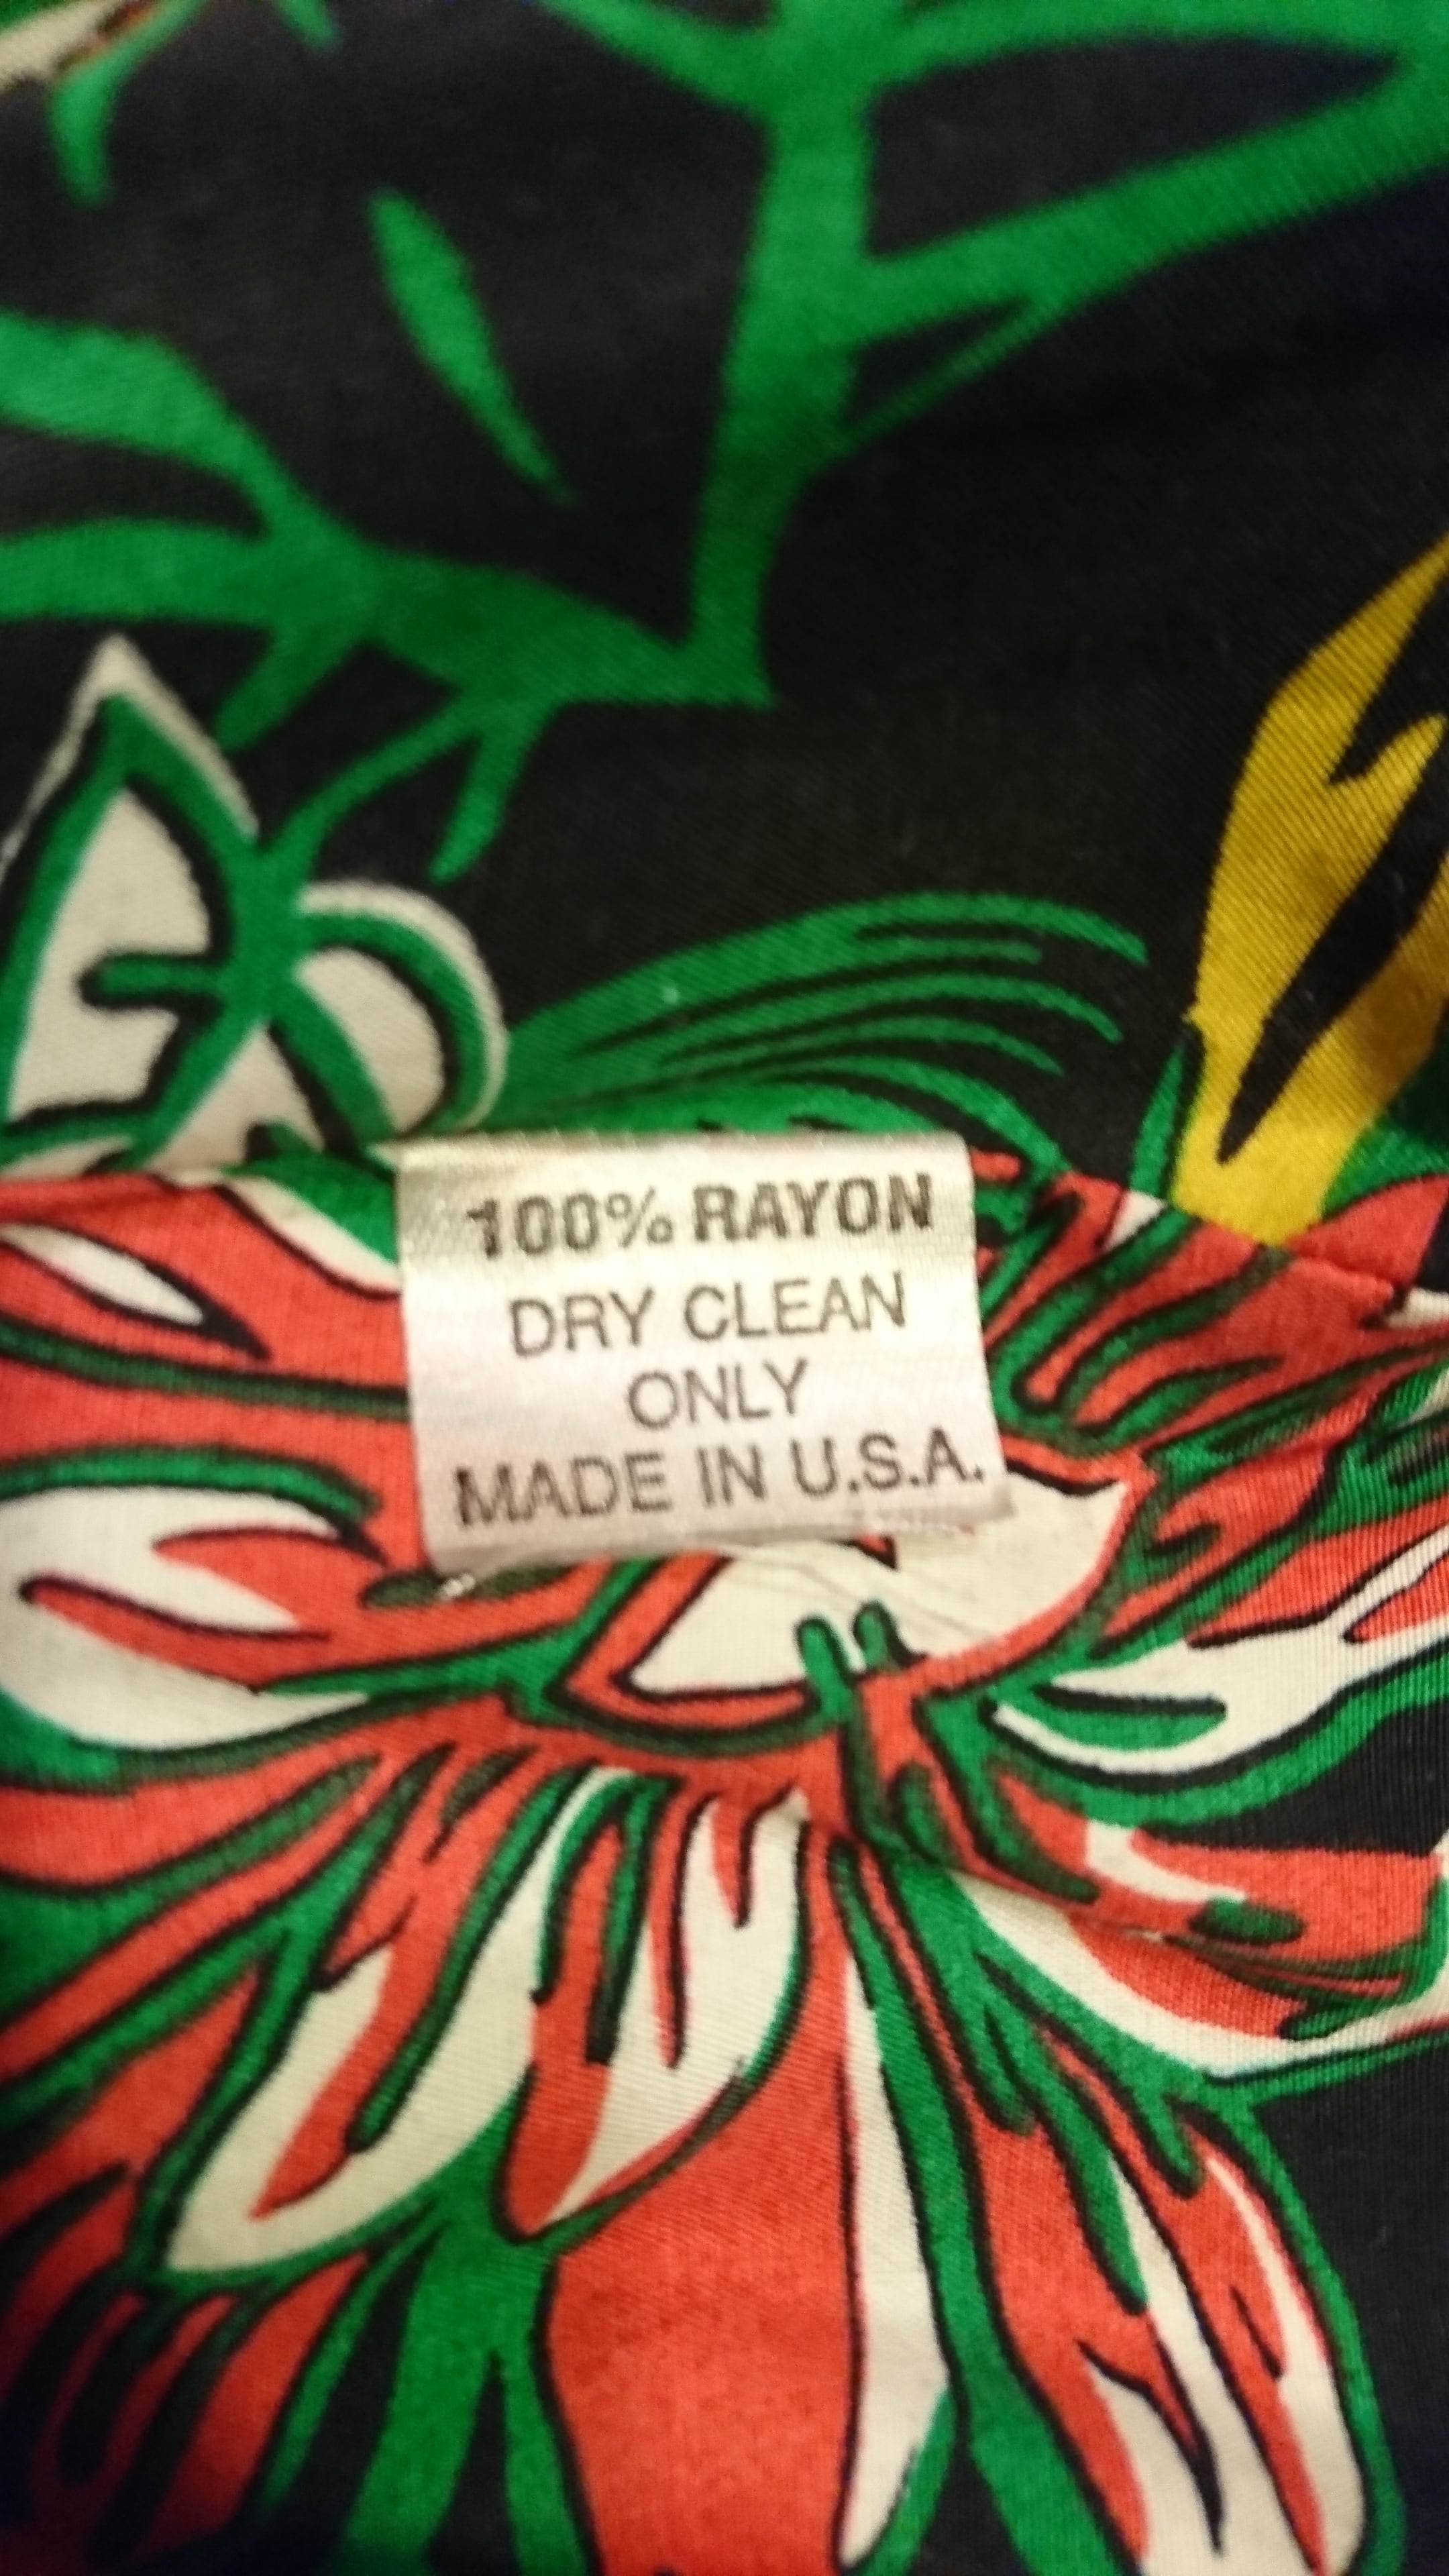 100% RAYON
DRY CLEAN
ONLY
MADE IN U.S.A.